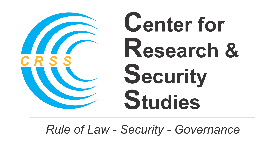 CRSS
Center for
Research &
Security
Studies
Rule of Law - Security - Governance